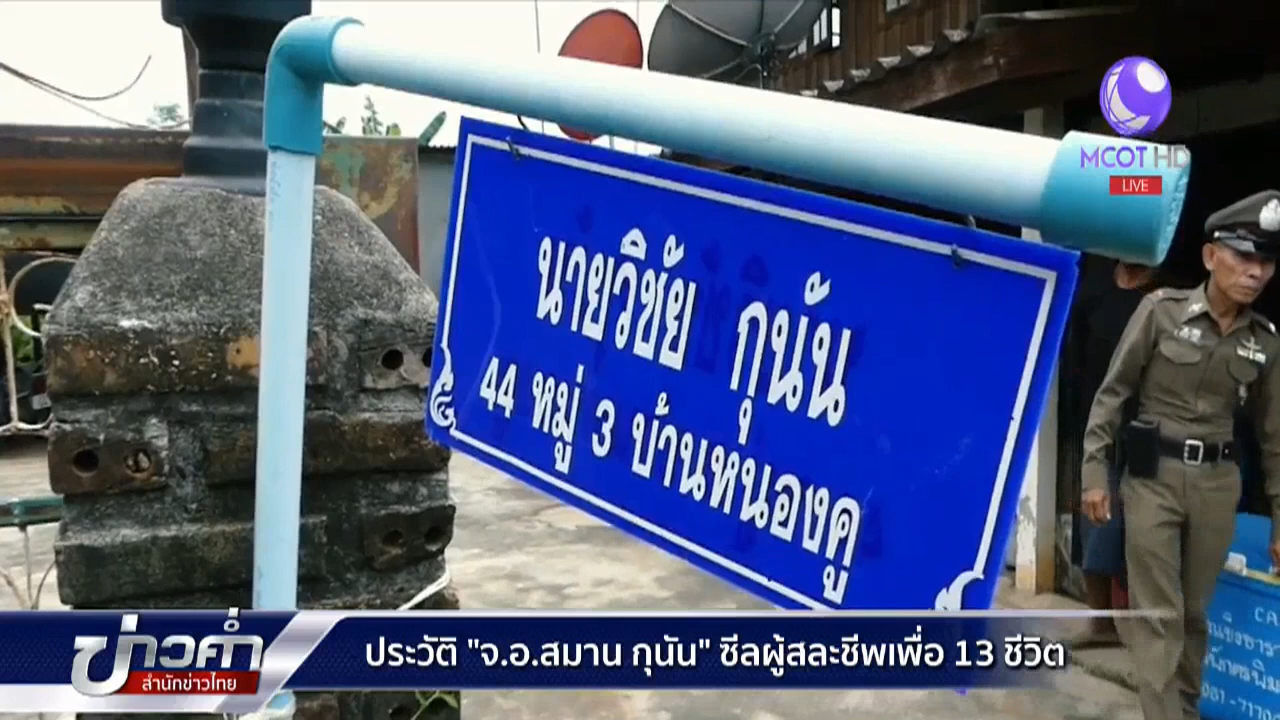 MCOT HD
LIVE
นายวิชัย กุนัน
44 หมู่ 3 บ้านหนองคู
ข่าวค่ำ
สำนักข่าวไทย
ประวัติ "จ.อ.สมาน กุนัน" ซีลผู้สละชีพเพื่อ 13 ชีวิต